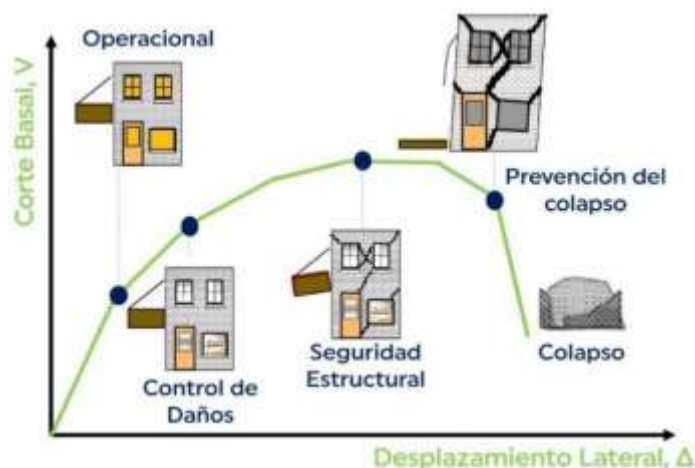 Operacional
Corte Basal, V
Prevención del
colapso
Seguridad
Estructural
Control de
Daños
Colapso
Desplazamiento Lateral, Δ